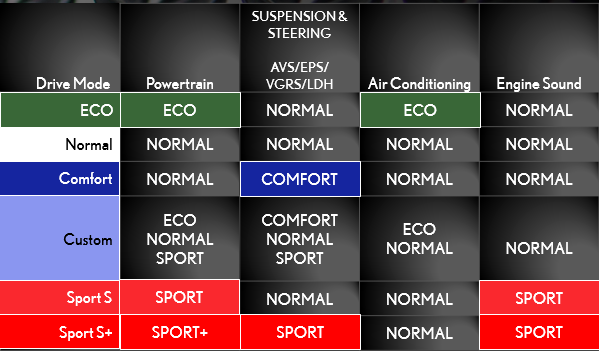 SUSPENSION &
STEERING
AVS/EPS/
VGRS/LDH
Drive Mode Powertrain Air Conditioning Engine Sound
ECO ECO NORMAL ECO NORMAL
Normal NORMAL NORMAL NORMAL NORMAL
Comfort NORMAL COMFORT NORMAL NORMAL
Custom
ECO
NORMAL
SPORT
COMFORT
NORMAL
SPORT
ECO
NORMAL
NORMAL
Sport S SPORT NORMAL NORMAL SPORT
Sport S+ SPORT+ SPORT NORMAL SPORT